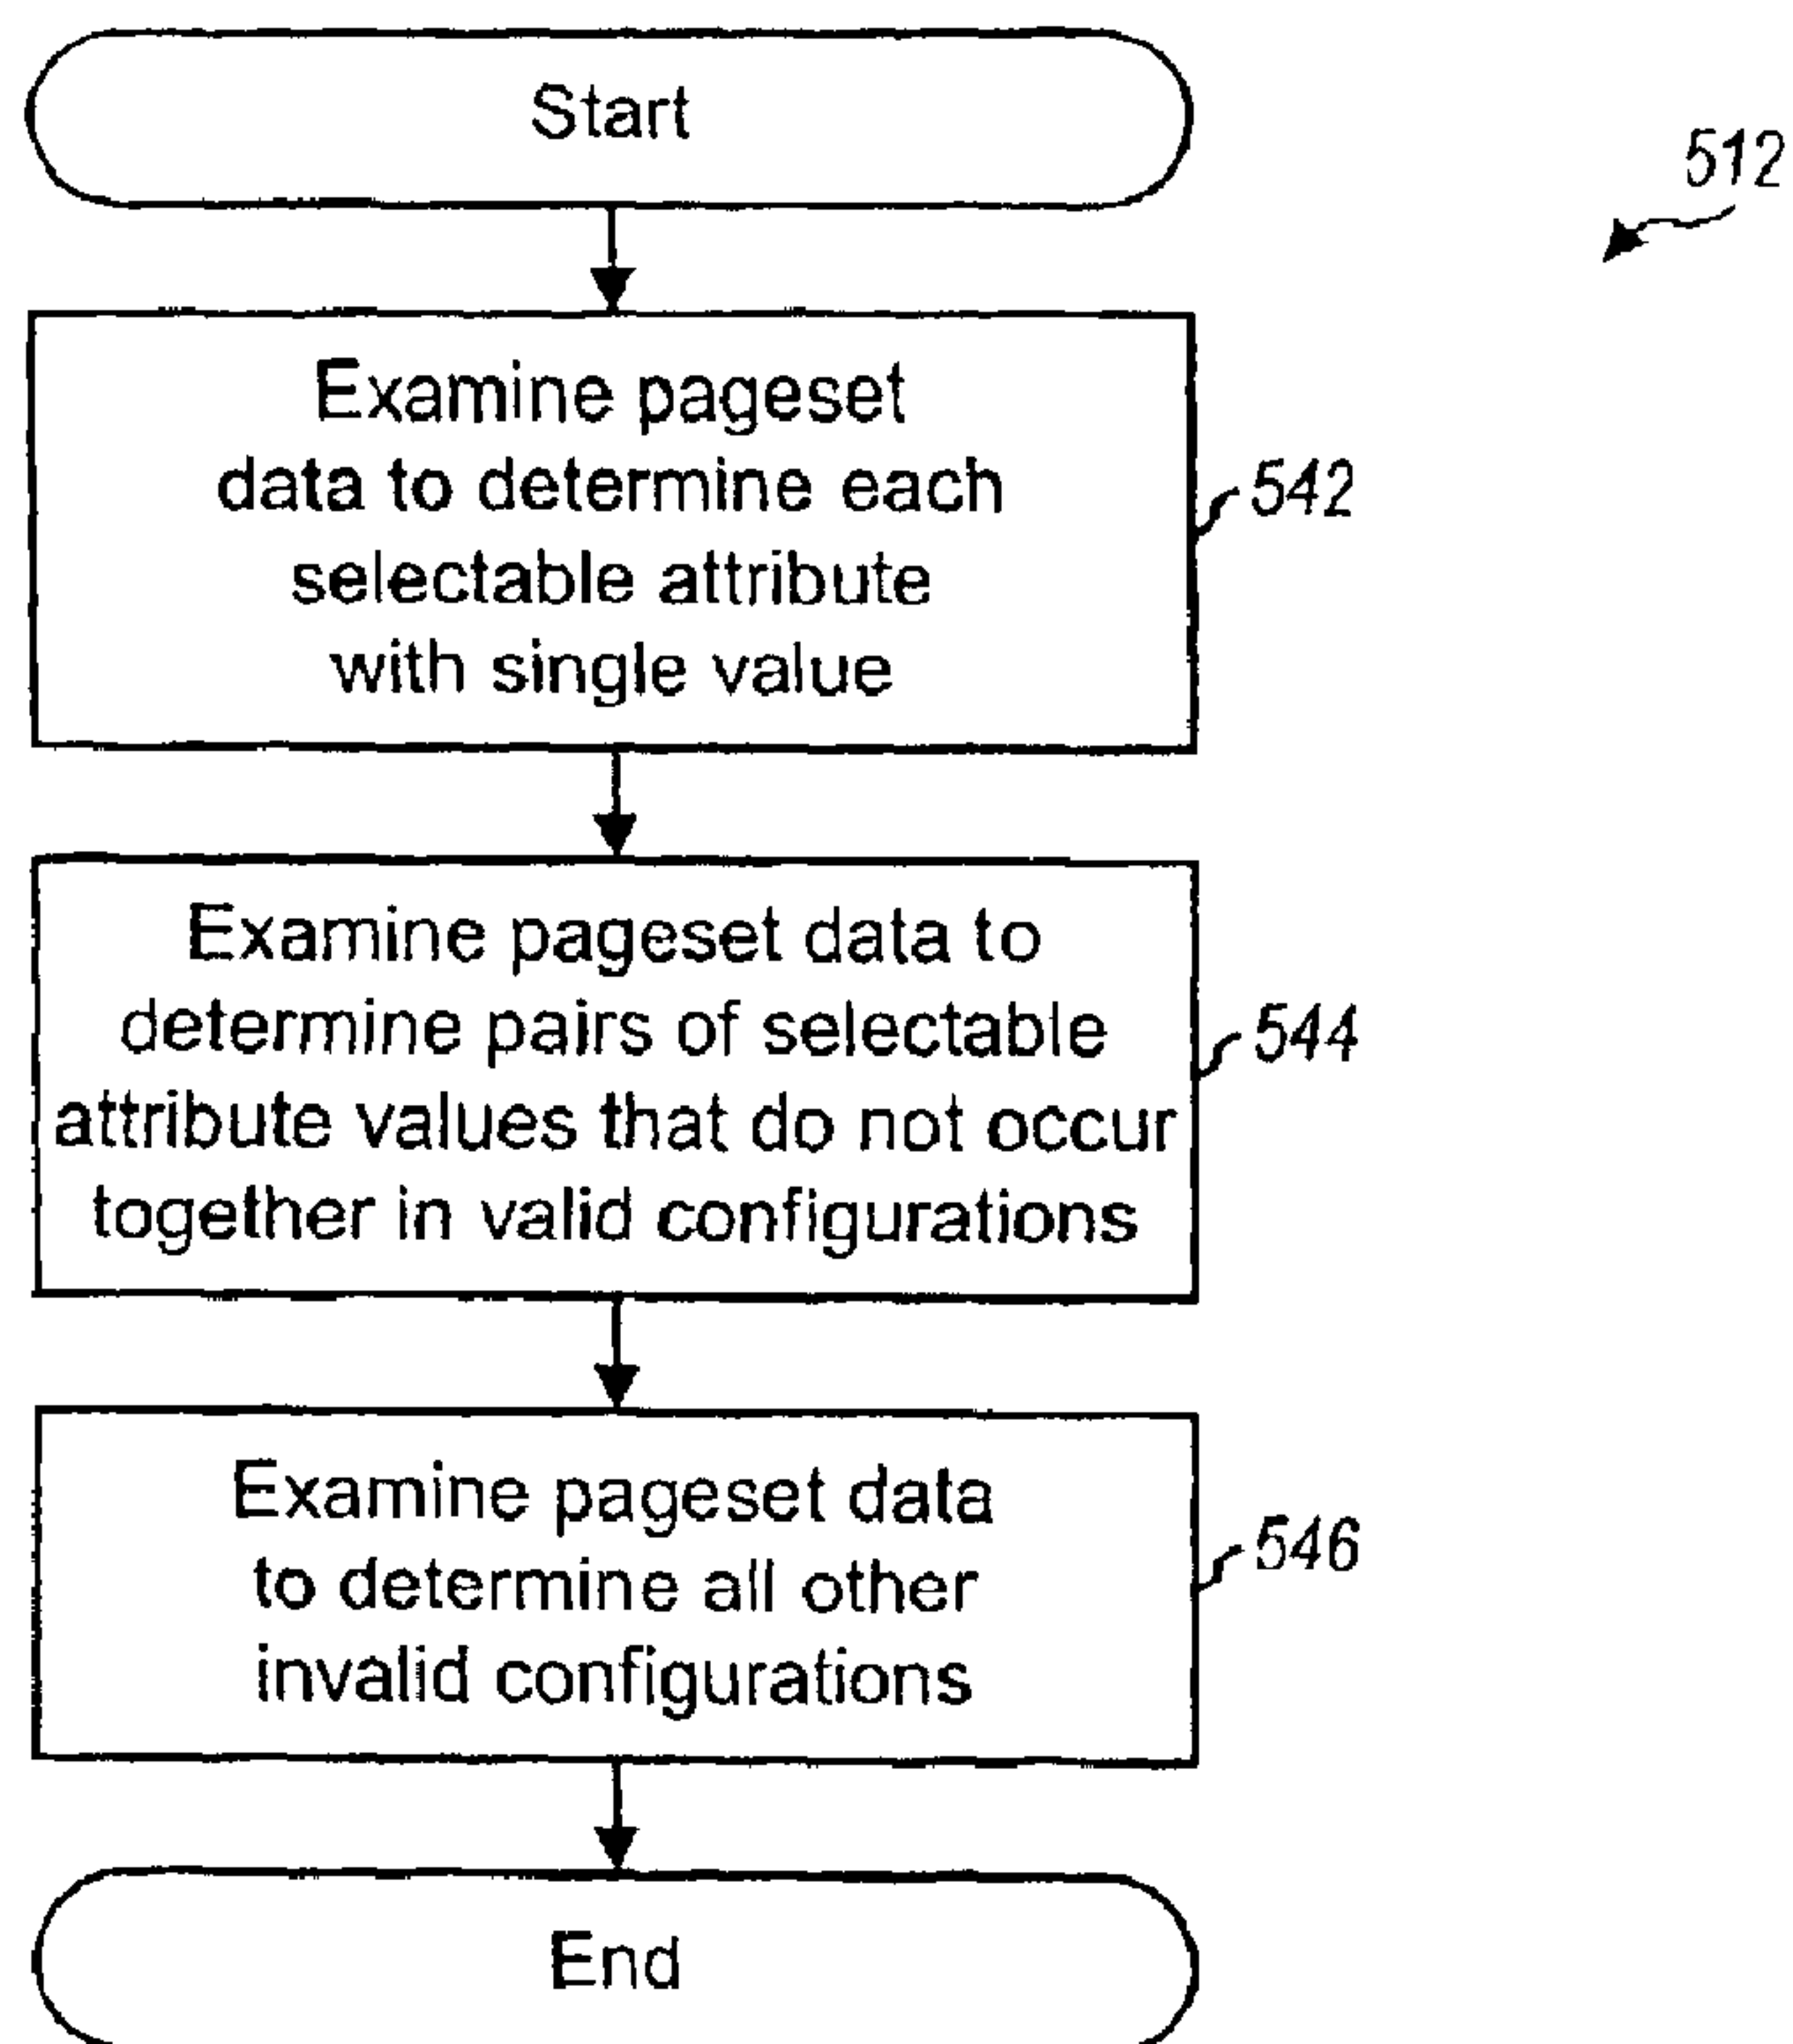 Start
512
Examine pageset
data to determine each
selectable attribute
with single value
542
Examine pageset data to
determine pairs of selectable
attribute values that do not occur
together in valid configurations
544
Examine pageset data
to determine all other
invalid configurations
546
End